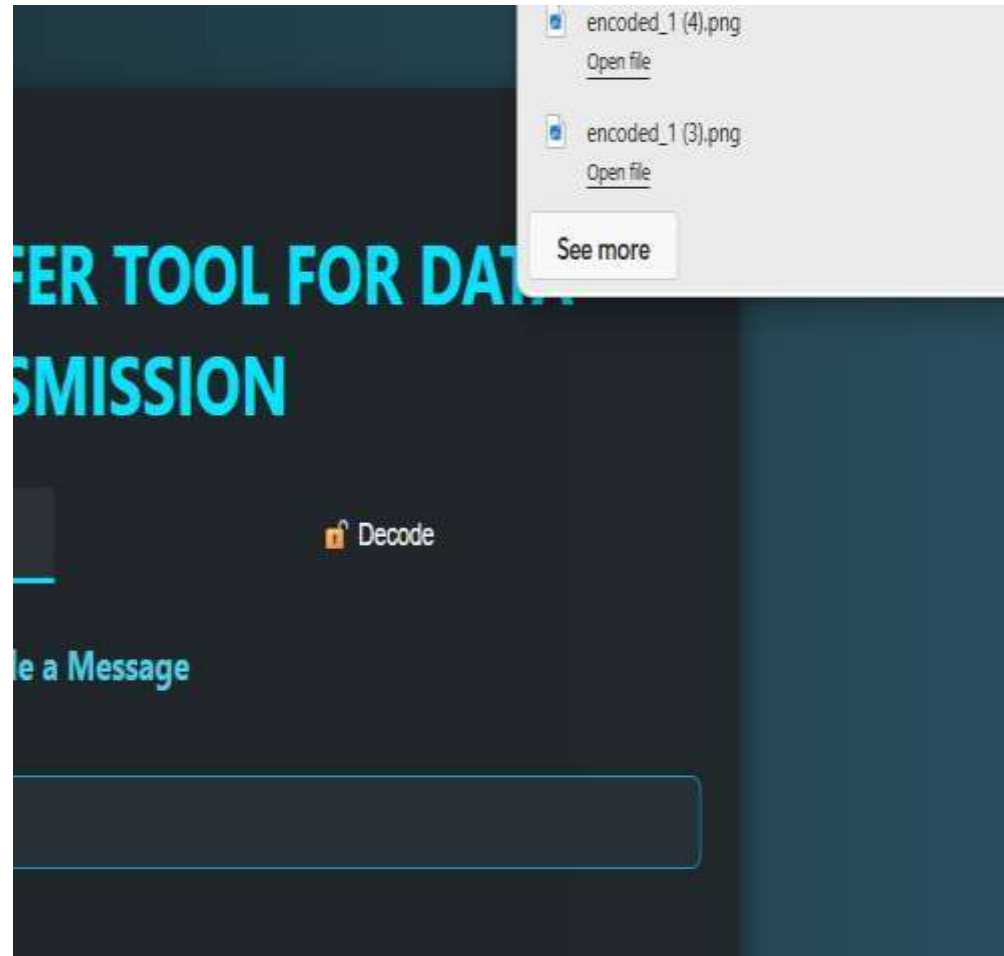 encoded_1 (4).png
Open file
encoded_1 (3).png
Open file
See more
FER TOOL FOR DATA
SMISSION
Decode
le a Message